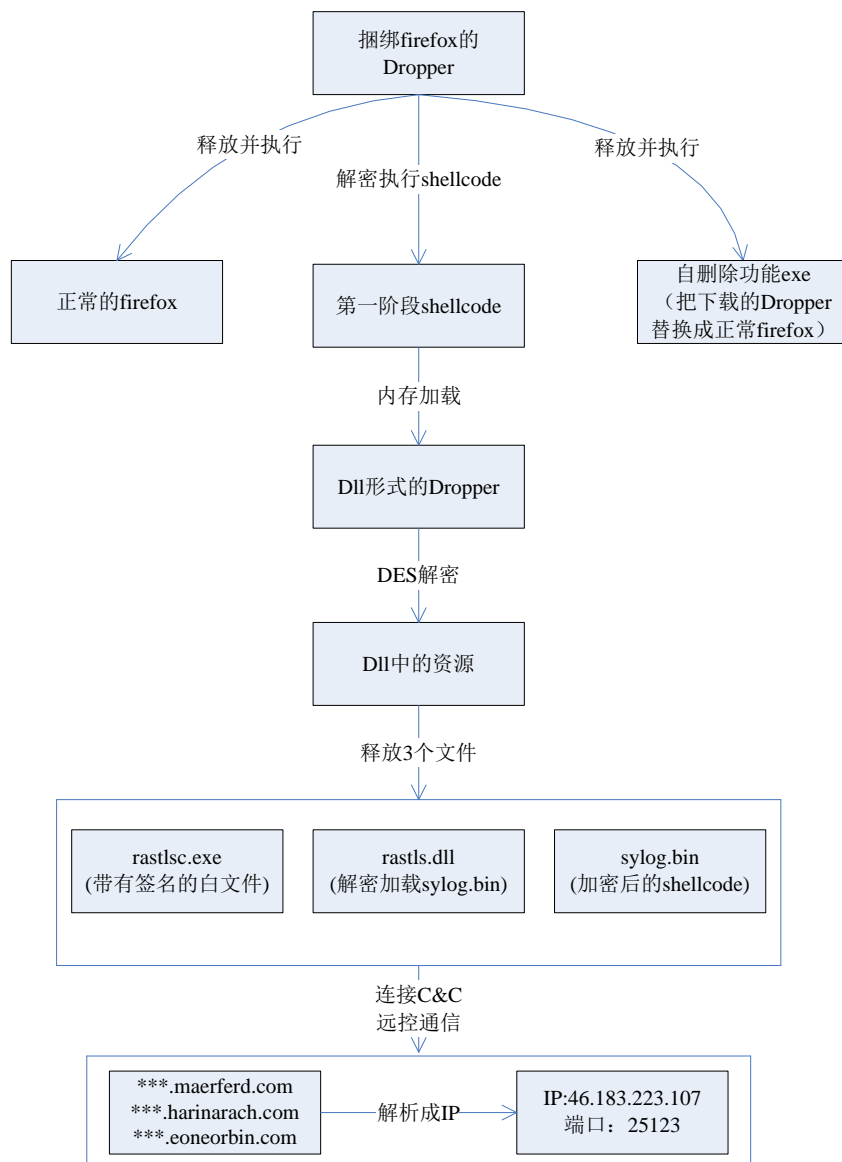 捆绑firefox的
Dropper
释放并执行
解密执行shellcode
释放并执行
正常的firefox
第一阶段shellcode
自删除功能exe
（把下载的Dropper
替换成正常firefox）
内存加载
Dll形式的Dropper
DES解密
Dll中的资源
释放3个文件
rastlsc.exe
(带有签名的白文件)
rastls.dll
(解密加载sylog.bin)
sylog.bin
(加密后的shellcode)
连接C&C
远控通信
***.maerferd.com
***.harinarach.com
***.eoneorbin.com
解析成IP
IP:46.183.223.107
端口：25123